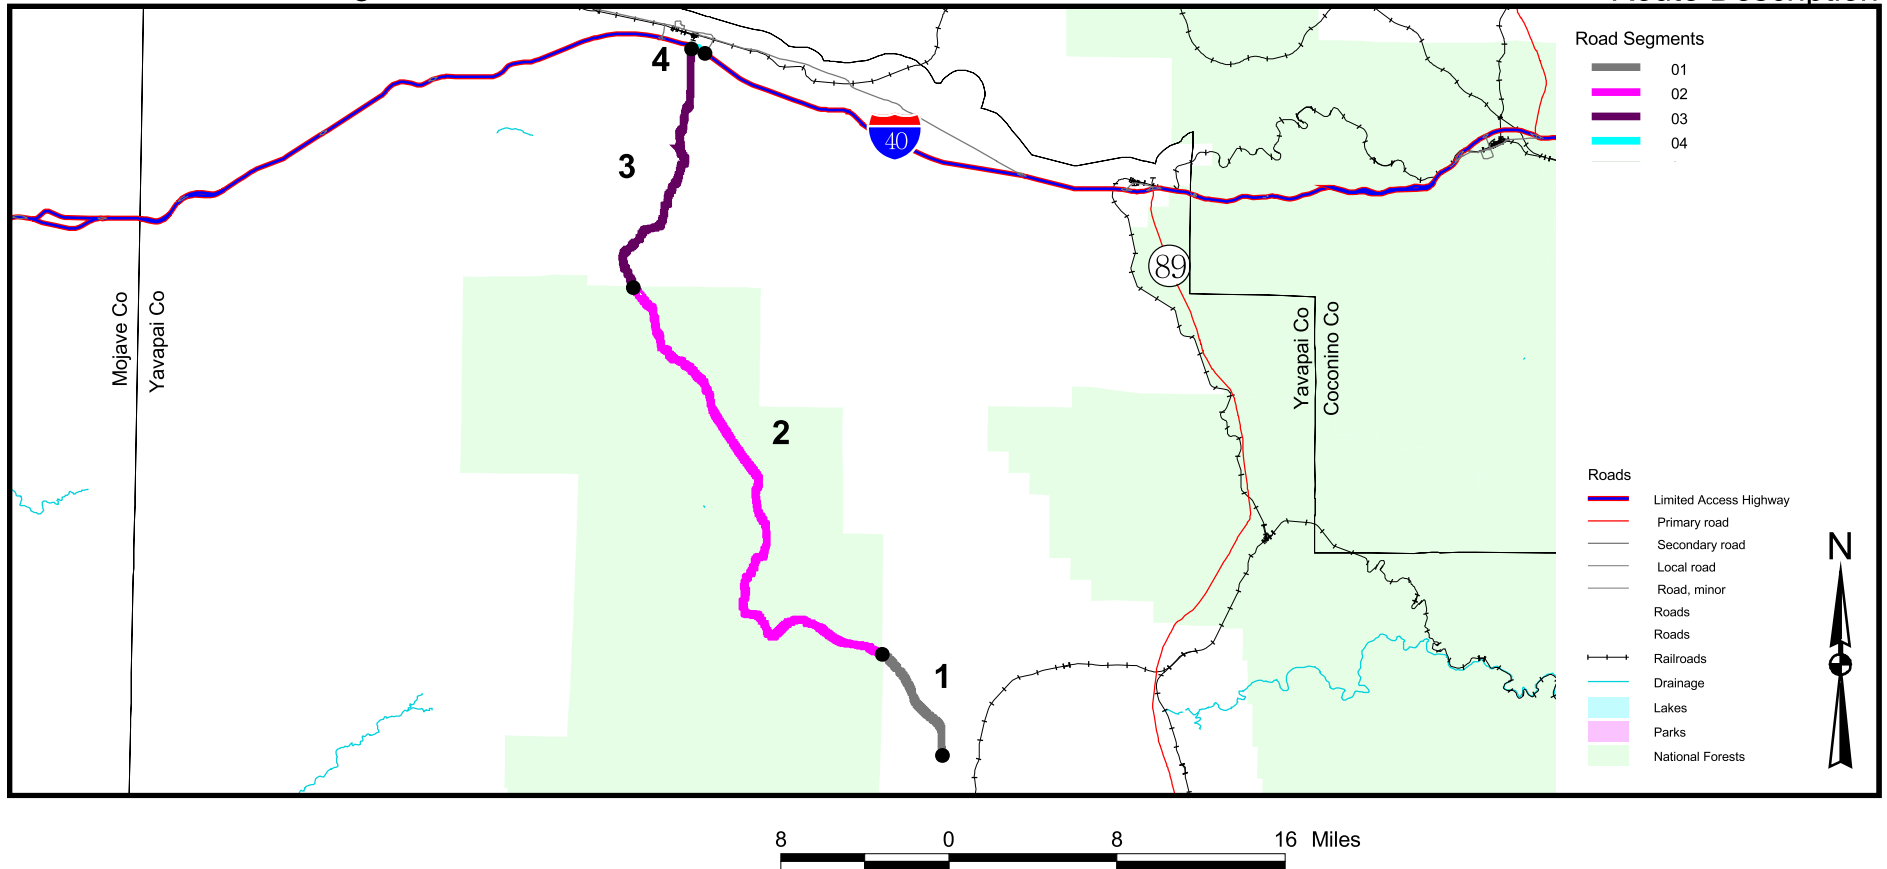 Route Description
Road Segments
01
02
03
04
4
3
40
89
Mojave Co
Yavapai Co
Yavapai Co
Coconino Co
2
1
Roads
Limited Access Highway
Primary road
Secondary road
Local road
Road, minor
Roads
Roads
Railroads
Drainage
Lakes
Parks
National Forests
N
8 0 8 16 Miles